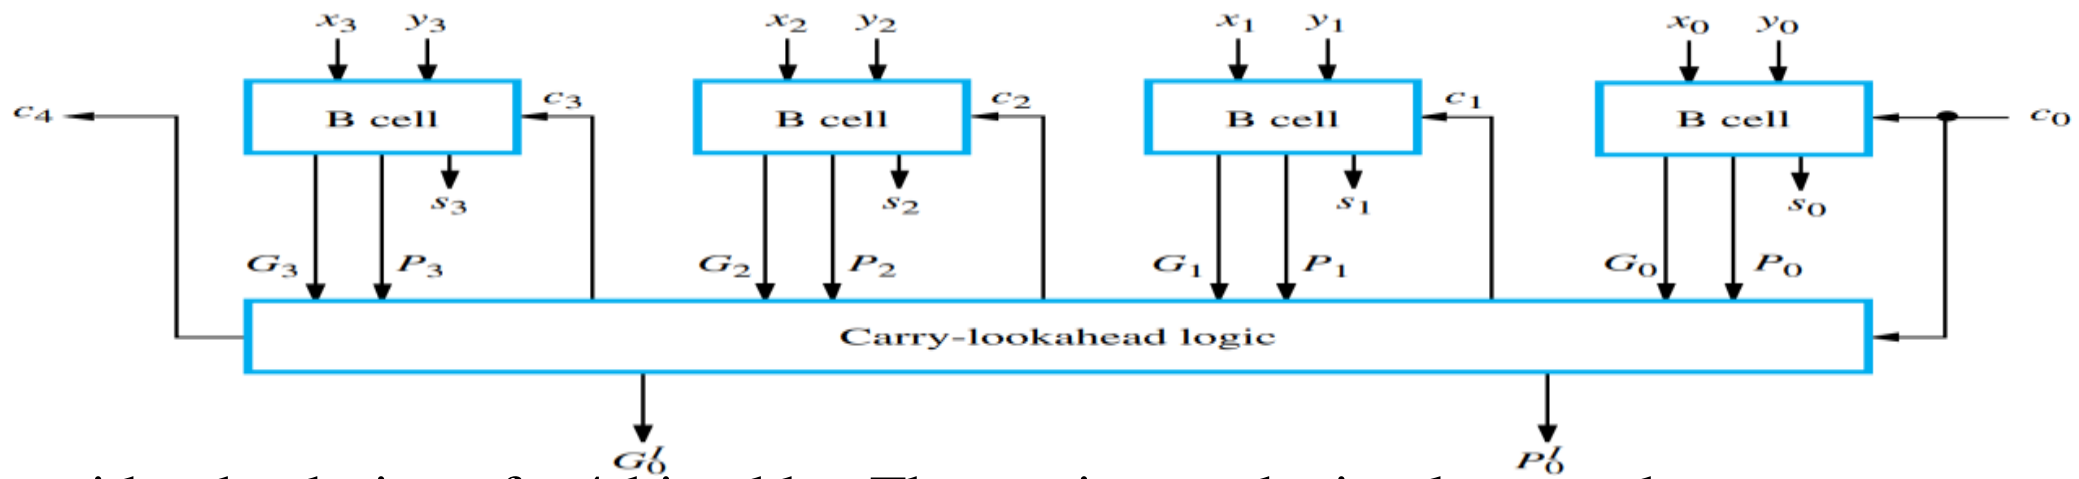 x3 y3 x2 y2 x1 y1 x0 y0
c4 B cell c3 B cell c2 B cell c1 B cell c0
s3 s2 s1 s0
G3 P3 G2 P2 G1 P1 G0 P0
Carry-lookahead logic
G0I P0I